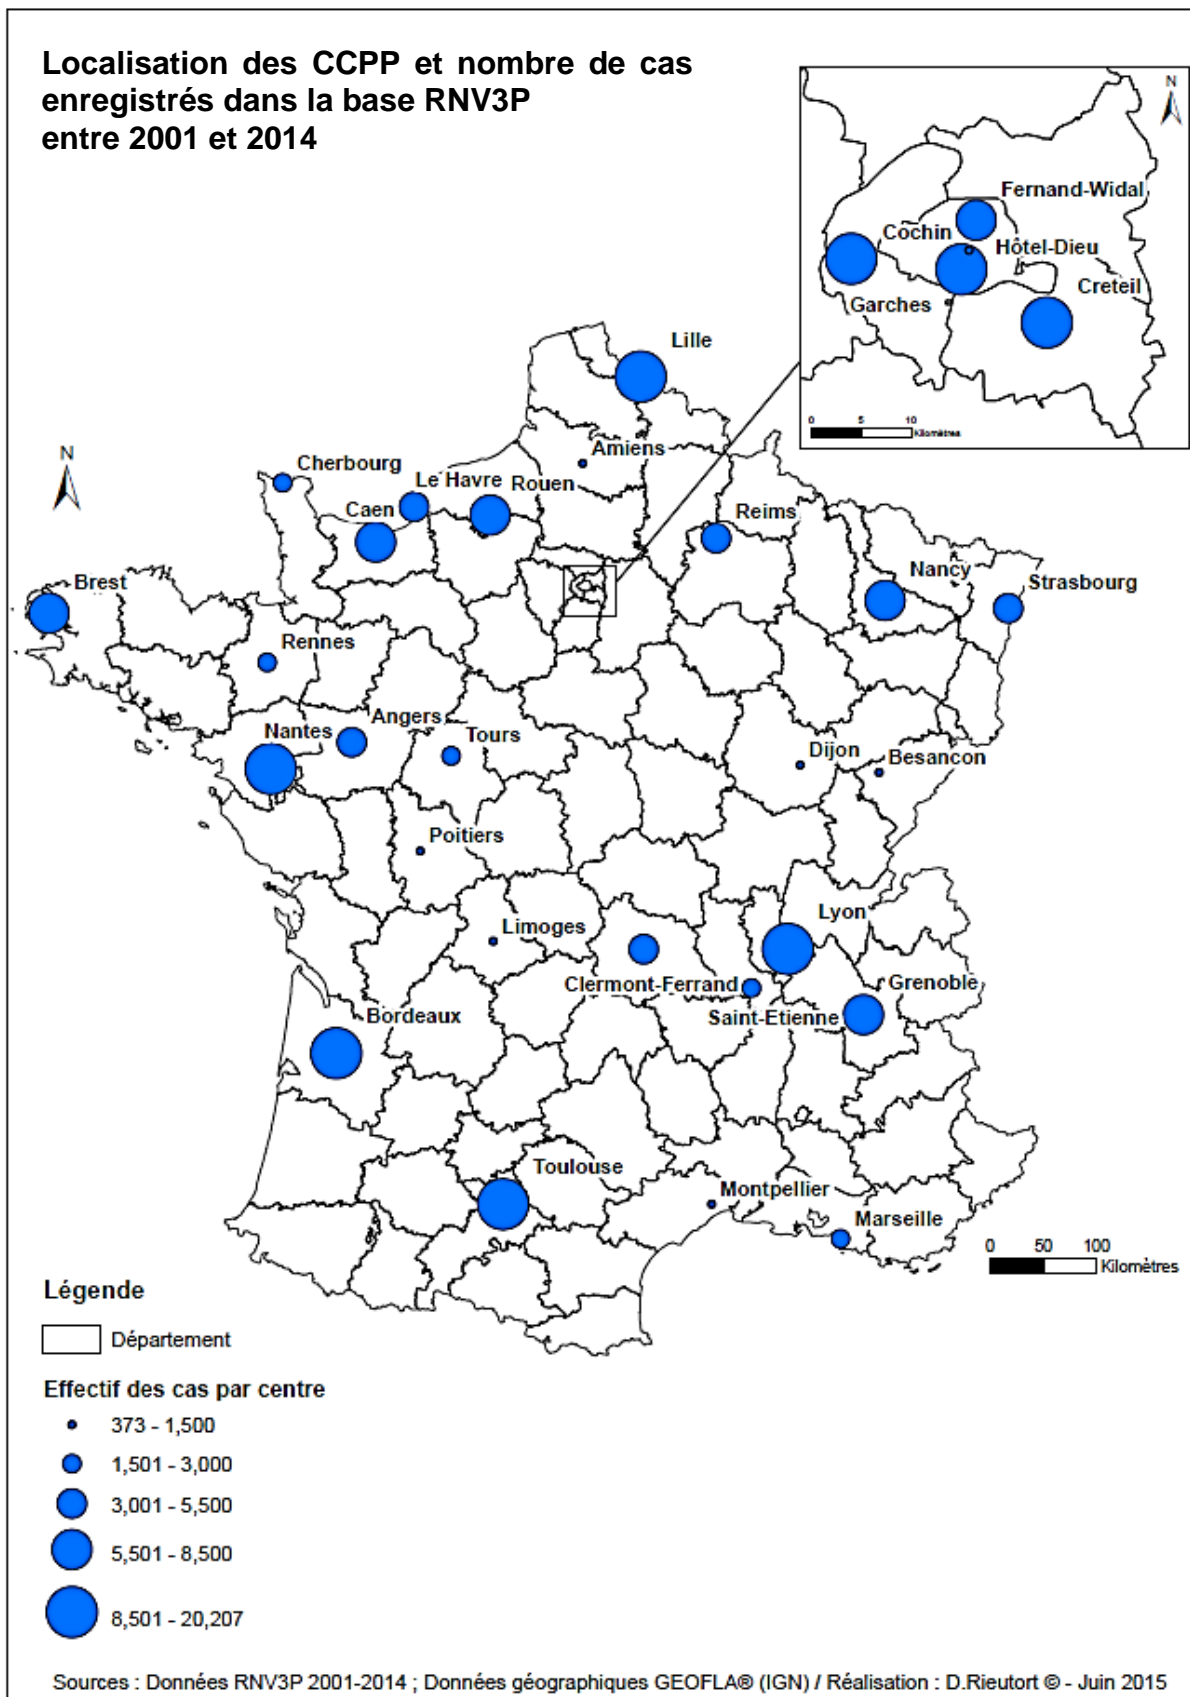 Localisation des CCPP et nombre de cas
enregistrés dans la base RNV3P
entre 2001 et 2014
N
Fernand-Widal
Cochin
Hôtel-Dieu
Creteil
Garches
0 5 10
Kilomètres
Lille
N
Amiens
Cherbourg
Le Havre
Rouen
Caen
Reims
Brest
Nancy
Strasbourg
Rennes
Nantes
Angers
Tours
Dijon
Besancon
Poitiers
Limoges
Lyon
Clermont-Ferrand
Grenoble
Saint-Etienne
Bordeaux
Toulouse
Montpellier
Marseille
0 50 100
Kilomètres
Légende
Département
Effectif des cas par centre
373 - 1,500
1,501 - 3,000
3,001 - 5,500
5,501 - 8,500
8,501 - 20,207
Sources : Données RNV3P 2001-2014 ; Données géographiques GEOFLA® (IGN) / Réalisation : D.Rieutort © - Juin 2015